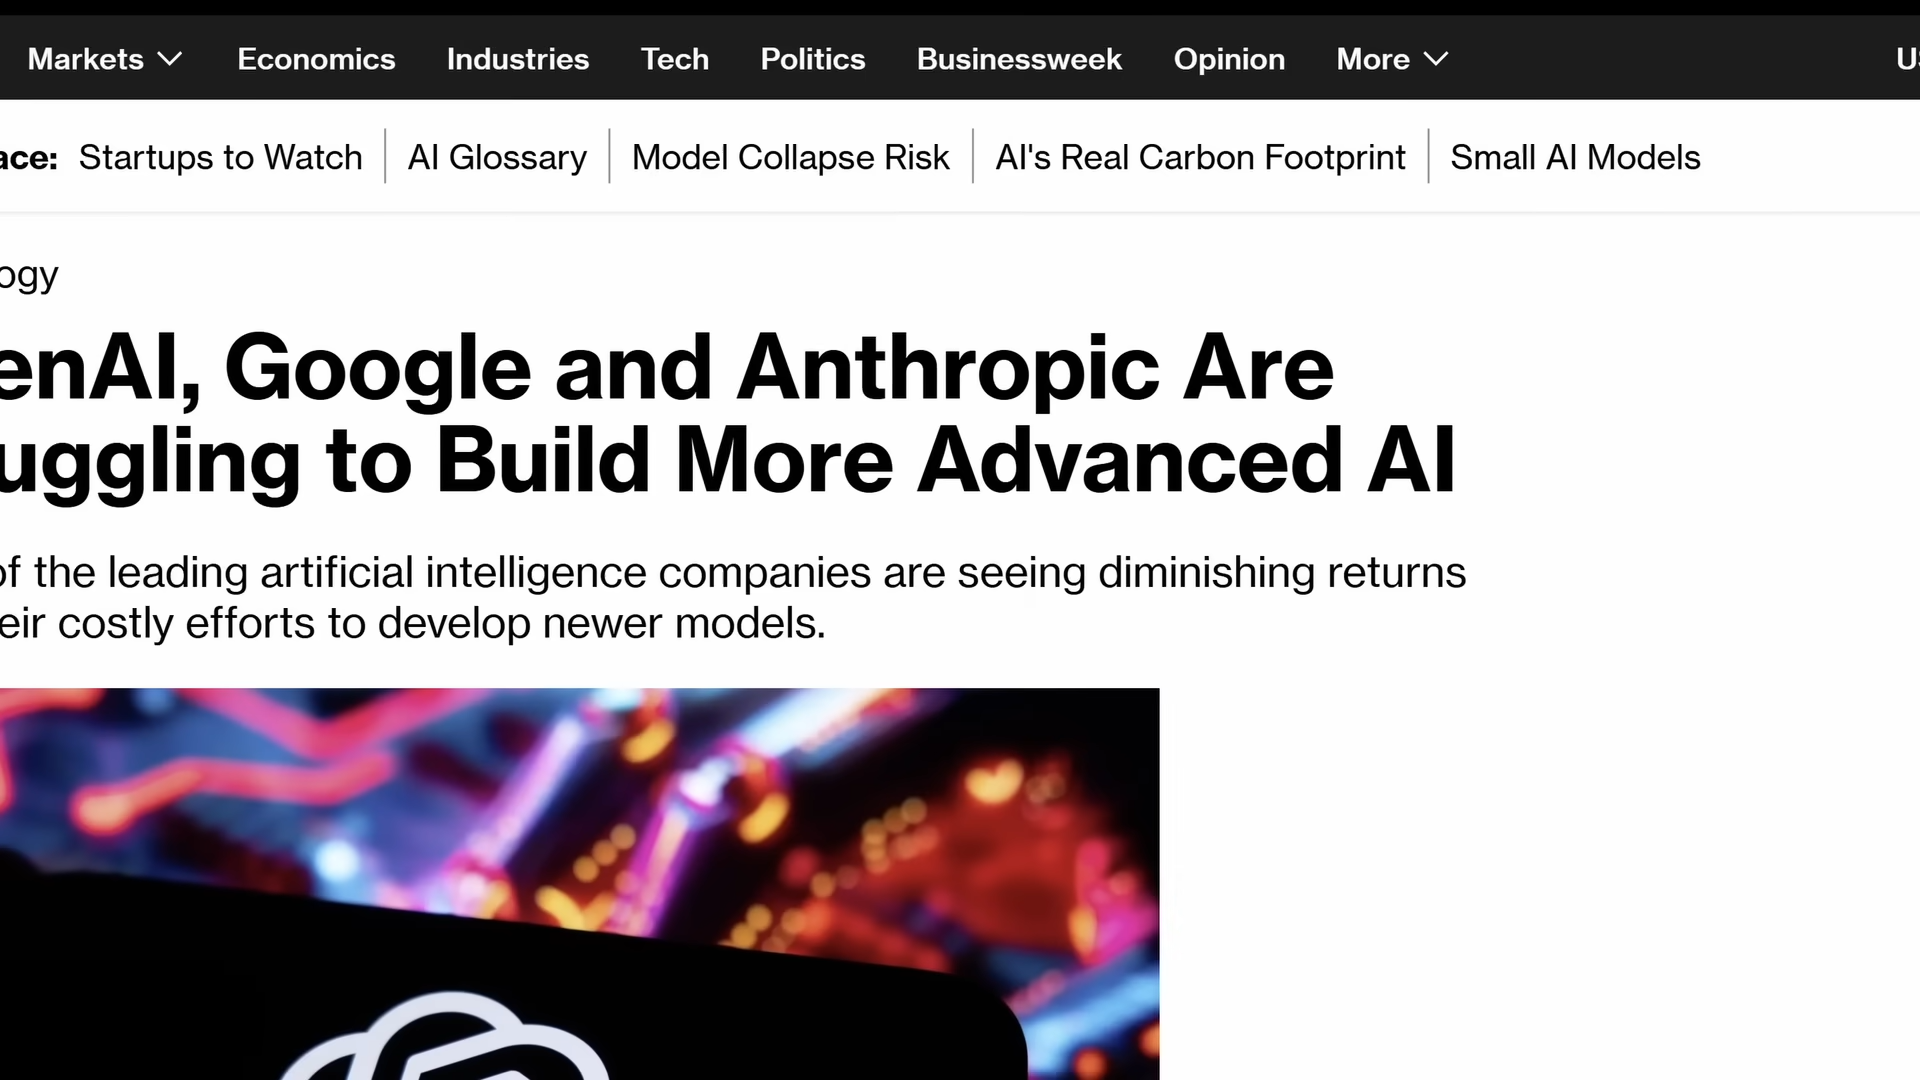 Markets Economics Industries Tech Politics Businessweek Opinion More US
ace: Startups to Watch AI Glossary Model Collapse Risk AI's Real Carbon Footprint Small AI Models
ogy
enAI, Google and Anthropic Are
uggling to Build More Advanced AI
of the leading artificial intelligence companies are seeing diminishing returns
eir costly efforts to develop newer models.